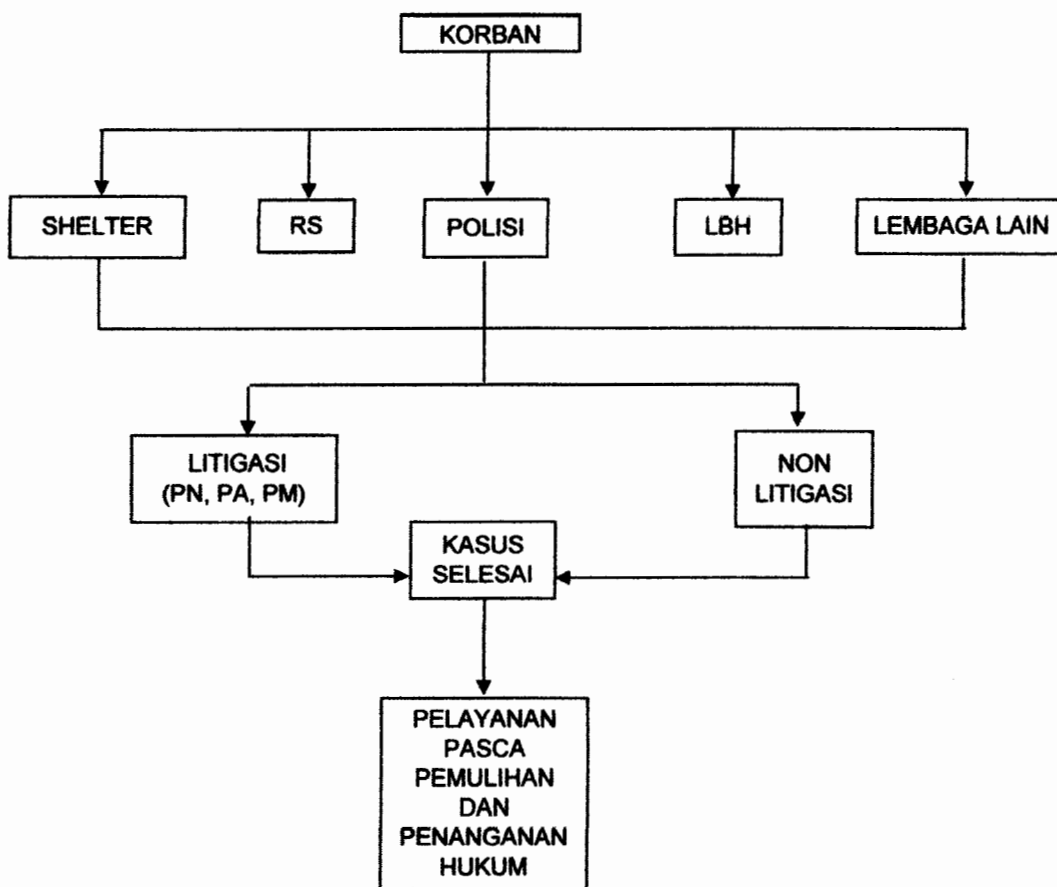 KORBAN
SHELTER
RS
POLISI
LBH
LEMBAGA LAIN
LITIGASI
(PN, PA, PM)
NON
LITIGASI
KASUS
SELESAI
PELAYANAN
PASCA
PEMULIHAN
DAN
PENANGANAN
HUKUM